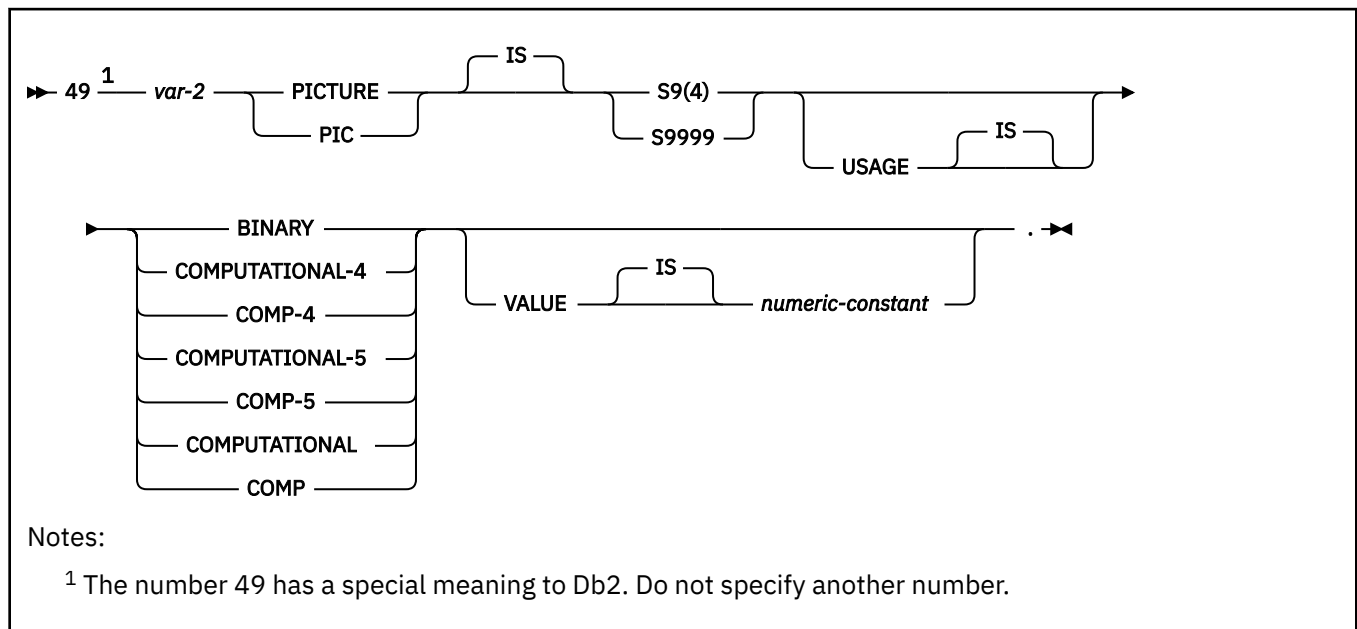 IS
49 1 var-2 PICTURE S9(4)
PIC S9999
IS
USAGE
BINARY
COMPUTATIONAL-4
IS
VALUE numeric-constant
COMP-4
COMPUTATIONAL-5
COMP-5
COMPUTATIONAL
COMP
.
Notes:
1 The number 49 has a special meaning to Db2. Do not specify another number.